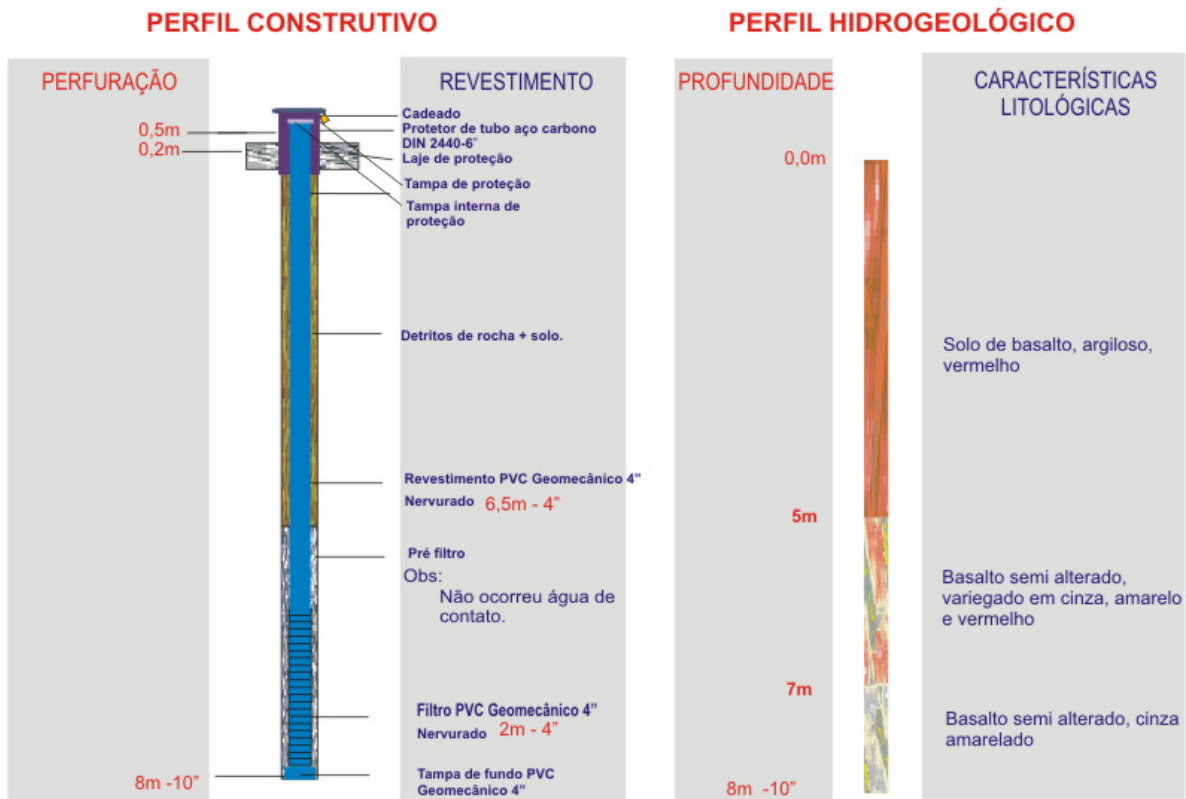 PERFIL CONSTRUTIVO
PERFURAÇÃO
REVESTIMENTO
0,5m
0,2m
Cadeado
Protetor de tubo aço carbono
DIN 2440-6"
Laje de proteção
Tampa de proteção
Tampa interna de
proteção
Detritos de rocha + solo.
Revestimento PVC Geomecânico 4"
Nervurado 6,5m - 4"
Pré filtro
Obs:
Não ocorreu água de
contato.
Filtro PVC Geomecânico 4"
Nervurado 2m - 4"
8m -10"
Tampa de fundo PVC
Geomecânico 4"
PERFIL HIDROGEOLÓGICO
PROFUNDIDADE
CARACTERÍSTICAS
LITOLÓGICAS
0,0m
Solo de basalto, argiloso,
vermelho
5m
Basalto semi alterado,
variegado em cinza, amarelo
e vermelho
7m
Basalto semi alterado, cinza
amarelado
8m -10"